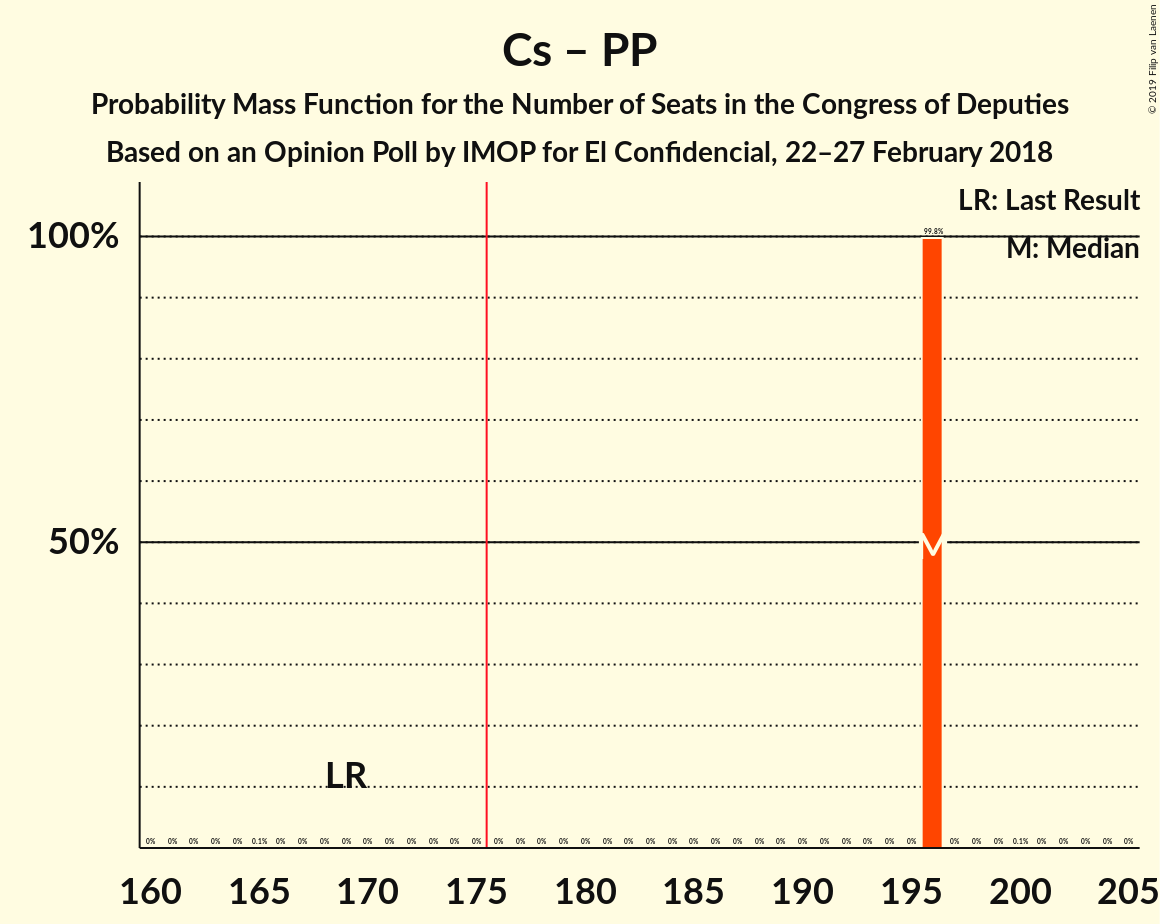 Cs – PP
Probability Mass Function for the Number of Seats in the Congress of Deputies
Based on an Opinion Poll by IMOP for El Confidencial, 22–27 February 2018
© 2019 Filip van Laenen
LR: Last Result
M: Median
100%
99.8%
50%
M
LR
0% 0% 0% 0% 0% 0.1% 0% 0% 0% 0% 0% 0% 0% 0% 0% 0% 0% 0% 0% 0% 0% 0% 0% 0% 0% 0% 0% 0% 0% 0% 0% 0% 0% 0% 0% 0% 0% 0% 0% 0.1% 0% 0% 0% 0% 0%
160 165 170 175 180 185 190 195 200 205